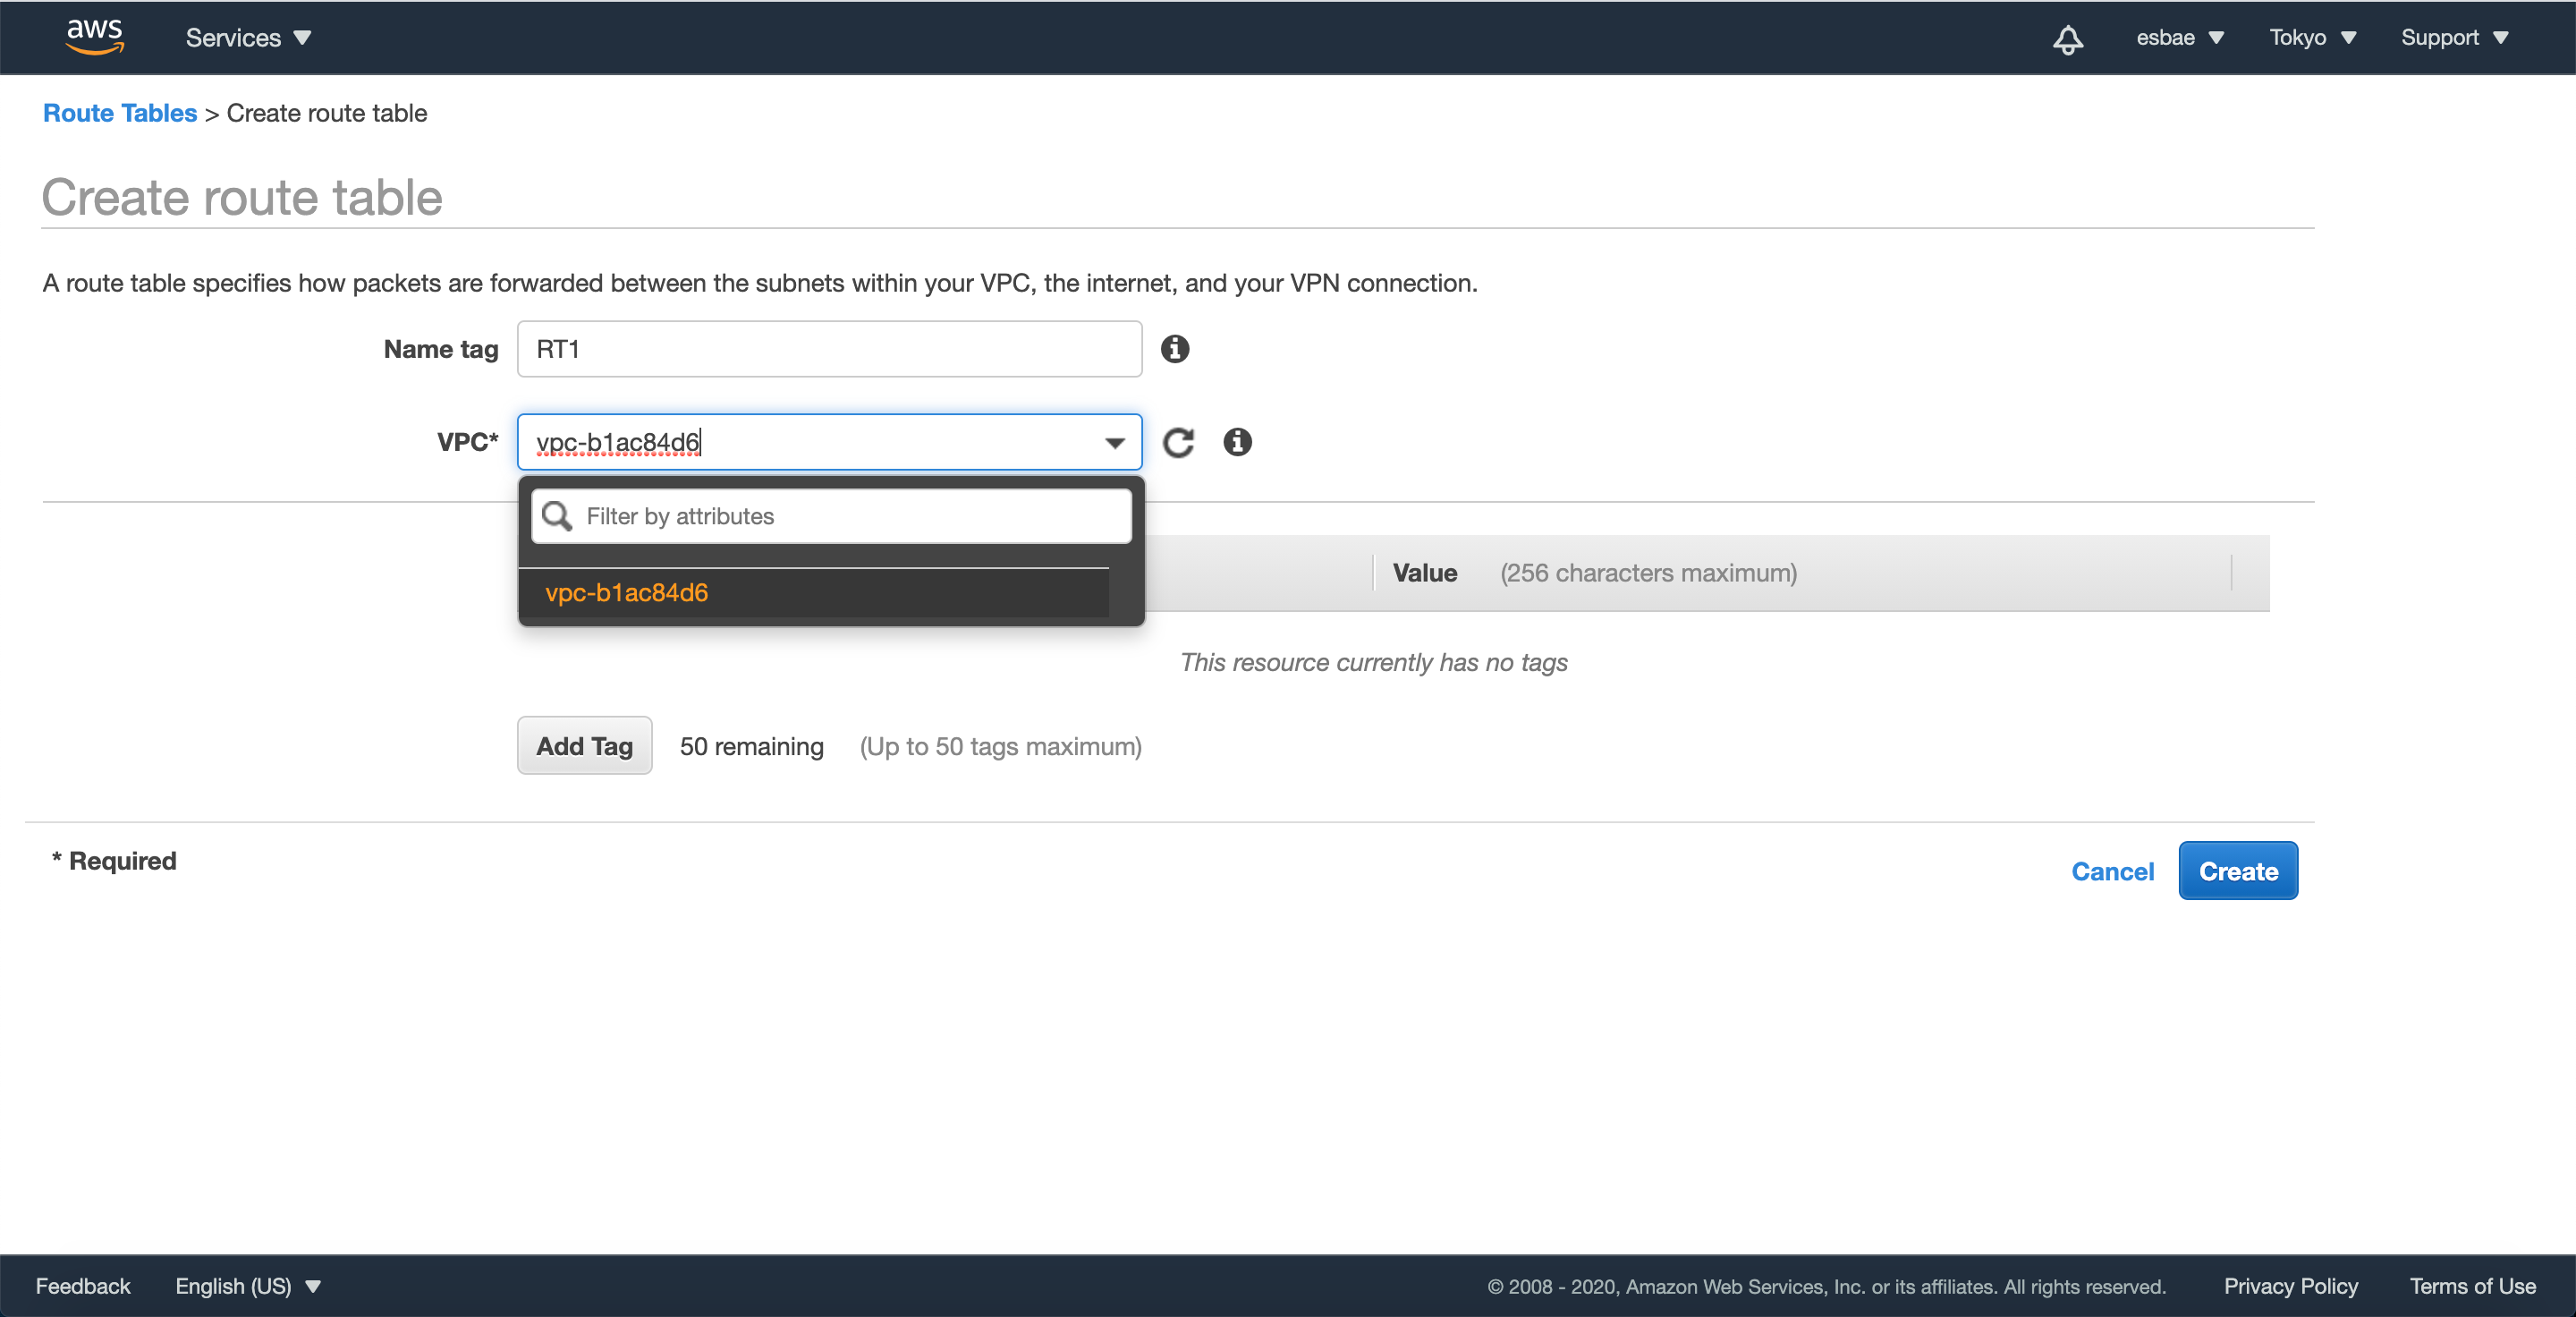 aws
Services
esbae
Tokyo
Support
Route Tables > Create route table
Create route table
A route table specifies how packets are forwarded between the subnets within your VPC, the internet, and your VPN connection.
Name tag
RT1
VPC*
vpc-b1ac84d6
Filter by attributes
vpc-b1ac84d6
Value (256 characters maximum)
This resource currently has no tags
Add Tag 50 remaining (Up to 50 tags maximum)
* Required
Cancel
Create
Feedback
English (US)
© 2008 - 2020, Amazon Web Services, Inc. or its affiliates. All rights reserved.
Privacy Policy
Terms of Use